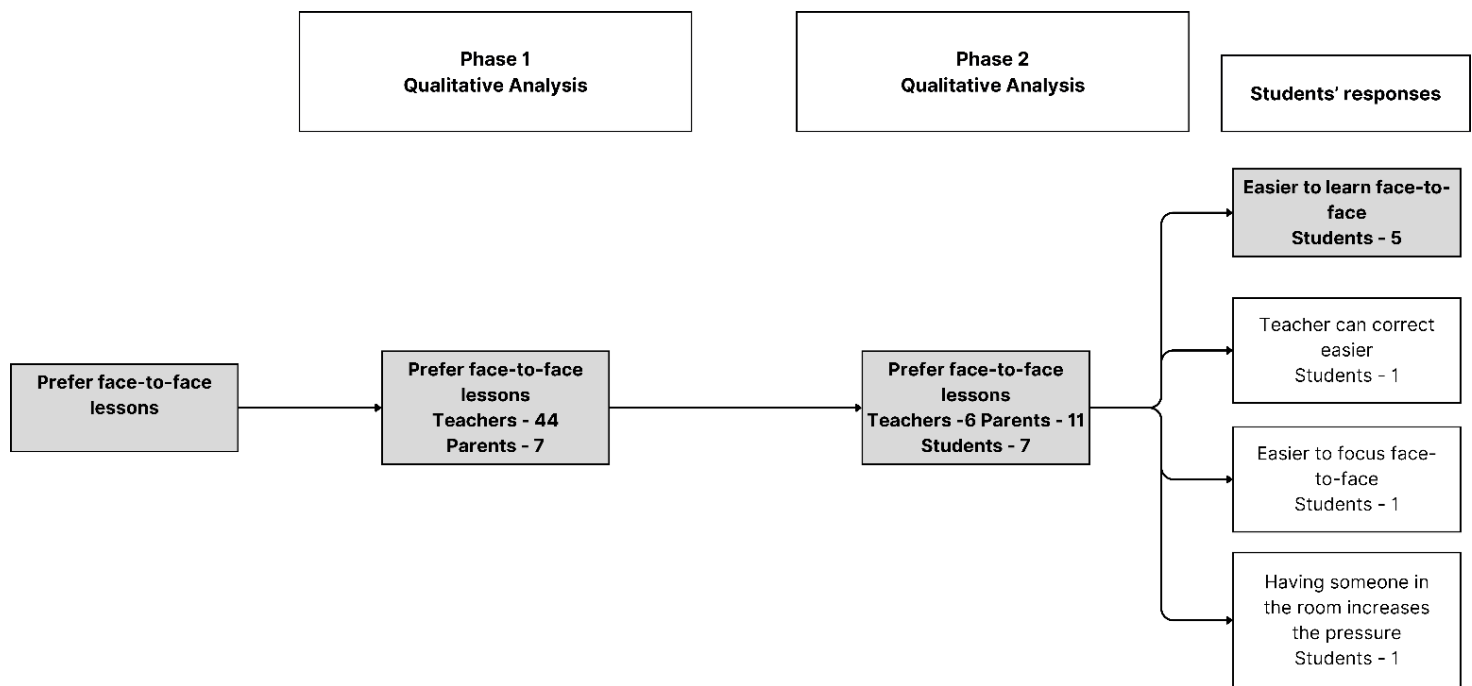 Phase 1
Qualitative Analysis
Phase 2
Qualitative Analysis
Students' responses
Prefer face-to-face
lessons
Prefer face-to-face
lessons
Teachers - 44
Parents - 7
Prefer face-to-face
lessons
Teachers -6 Parents - 11
Students - 7
Easier to learn face-to-
face
Students - 5
Teacher can correct
easier
Students - 1
Easier to focus face-
to-face
Students - 1
Having someone in
the room increases
the pressure
Students - 1